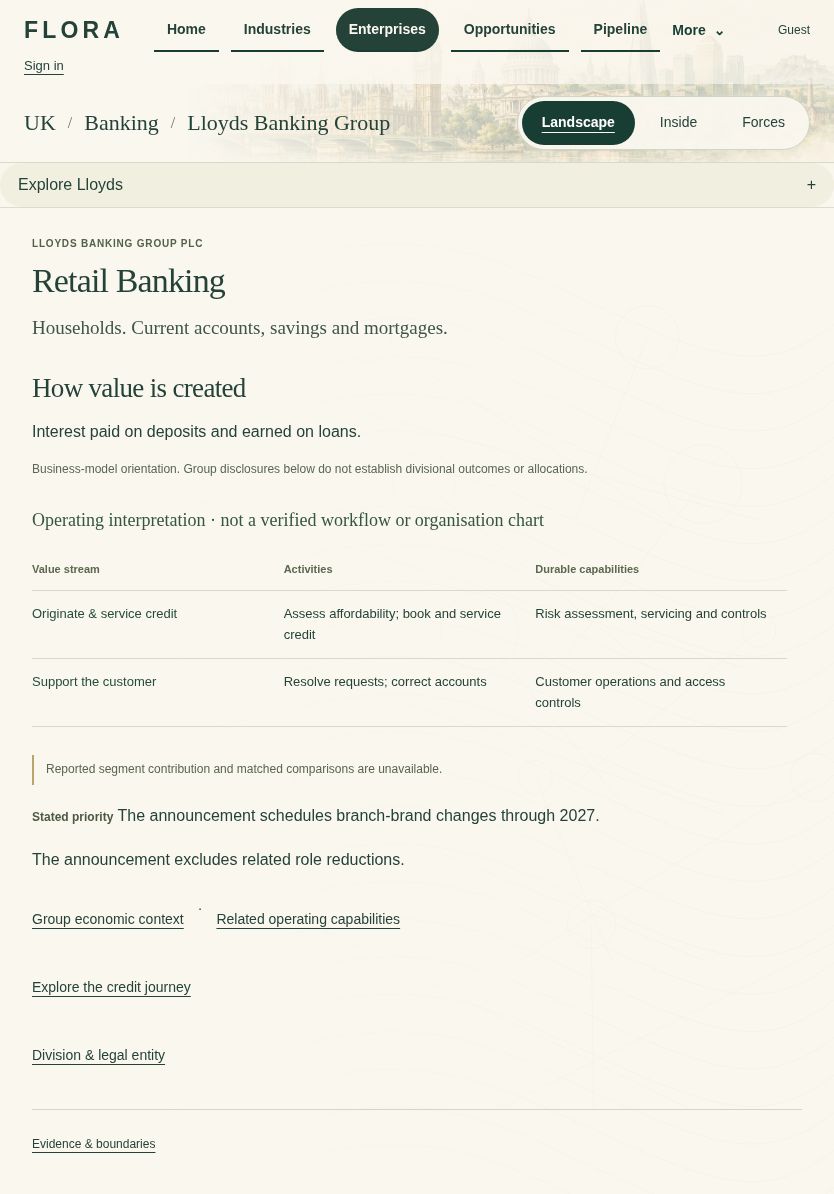 FLORA
Home
Industries
Enterprises
Opportunities
Pipeline
More ⌄
Guest
Sign in
UK / Banking / Lloyds Banking Group
Landscape
Inside
Forces
Explore Lloyds +
LLOYDS BANKING GROUP PLC
Retail Banking
Households. Current accounts, savings and mortgages.
How value is created
Interest paid on deposits and earned on loans.
Business-model orientation. Group disclosures below do not establish divisional outcomes or allocations.
Operating interpretation · not a verified workflow or organisation chart
Value stream Activities Durable capabilities
Originate & service credit Assess affordability; book and service Risk assessment, servicing and controls
credit
Support the customer Resolve requests; correct accounts Customer operations and access
controls
Reported segment contribution and matched comparisons are unavailable.
Stated priority The announcement schedules branch-brand changes through 2027.
The announcement excludes related role reductions.
Group economic context · Related operating capabilities
Explore the credit journey
Division & legal entity
Evidence & boundaries